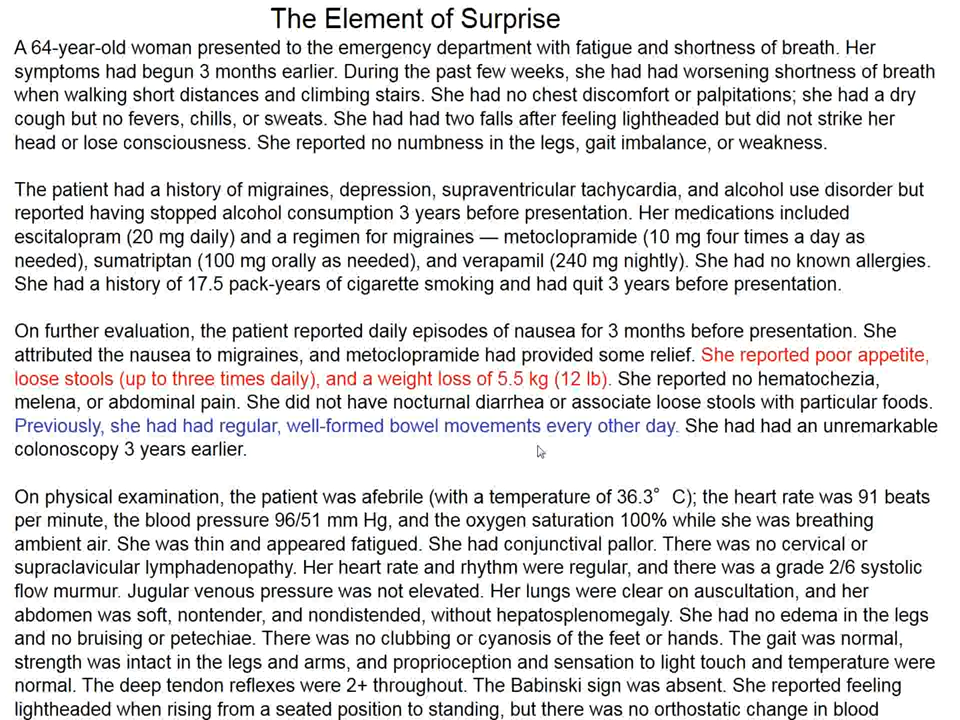 The Element of Surprise
A 64-year-old woman presented to the emergency department with fatigue and shortness of breath. Her
symptoms had begun 3 months earlier. During the past few weeks, she had had worsening shortness of breath
when walking short distances and climbing stairs. She had no chest discomfort or palpitations; she had a dry
cough but no fevers, chills, or sweats. She had had two falls after feeling lightheaded but did not strike her
head or lose consciousness. She reported no numbness in the legs, gait imbalance, or weakness.
The patient had a history of migraines, depression, supraventricular tachycardia, and alcohol use disorder but
reported having stopped alcohol consumption 3 years before presentation. Her medications included
escitalopram (20 mg daily) and a regimen for migraines — metoclopramide (10 mg four times a day as
needed), sumatriptan (100 mg orally as needed), and verapamil (240 mg nightly). She had no known allergies.
She had a history of 17.5 pack-years of cigarette smoking and had quit 3 years before presentation.
On further evaluation, the patient reported daily episodes of nausea for 3 months before presentation. She
attributed the nausea to migraines, and metoclopramide had provided some relief. She reported poor appetite,
loose stools (up to three times daily), and a weight loss of 5.5 kg (12 lb). She reported no hematochezia,
melena, or abdominal pain. She did not have nocturnal diarrhea or associate loose stools with particular foods.
Previously, she had had regular, well-formed bowel movements every other day. She had had an unremarkable
colonoscopy 3 years earlier.
On physical examination, the patient was afebrile (with a temperature of 36.3° C); the heart rate was 91 beats
per minute, the blood pressure 96/51 mm Hg, and the oxygen saturation 100% while she was breathing
ambient air. She was thin and appeared fatigued. She had conjunctival pallor. There was no cervical or
supraclavicular lymphadenopathy. Her heart rate and rhythm were regular, and there was a grade 2/6 systolic
flow murmur. Jugular venous pressure was not elevated. Her lungs were clear on auscultation, and her
abdomen was soft, nontender, and nondistended, without hepatosplenomegaly. She had no edema in the legs
and no bruising or petechiae. There was no clubbing or cyanosis of the feet or hands. The gait was normal,
strength was intact in the legs and arms, and proprioception and sensation to light touch and temperature were
normal. The deep tendon reflexes were 2+ throughout. The Babinski sign was absent. She reported feeling
lightheaded when rising from a seated position to standing, but there was no orthostatic change in blood